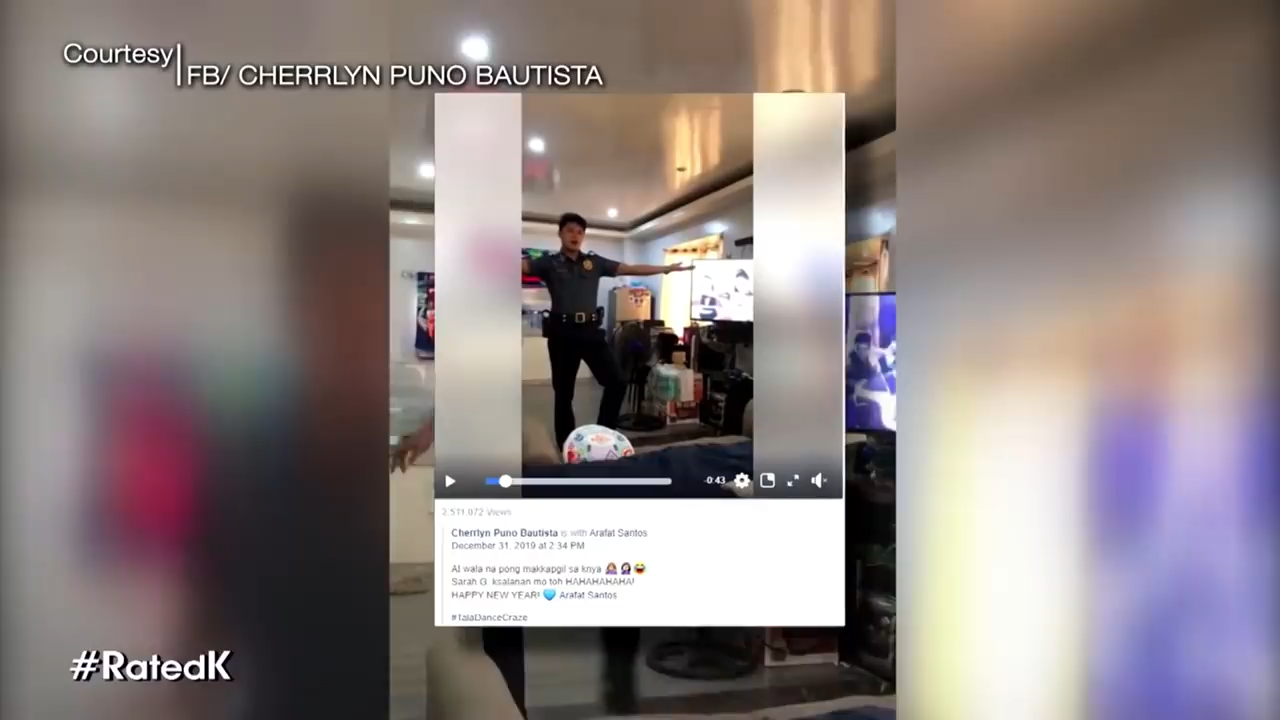 Courtesy
FB/ CHERRLYN PUNO BAUTISTA
-0:43
2,511,072 Views
Cherrlyn Puno Bautista is with Arafat Santos
December 31, 2019 at 2:34 PM
At wala na pong makkapgil sa knya
Sarah G. ksalanan mo toh HAHAHAHAHA!
HAPPY NEW YEAR! 💙 Arafat Santos
#TalaDanceCraze
#RatedK